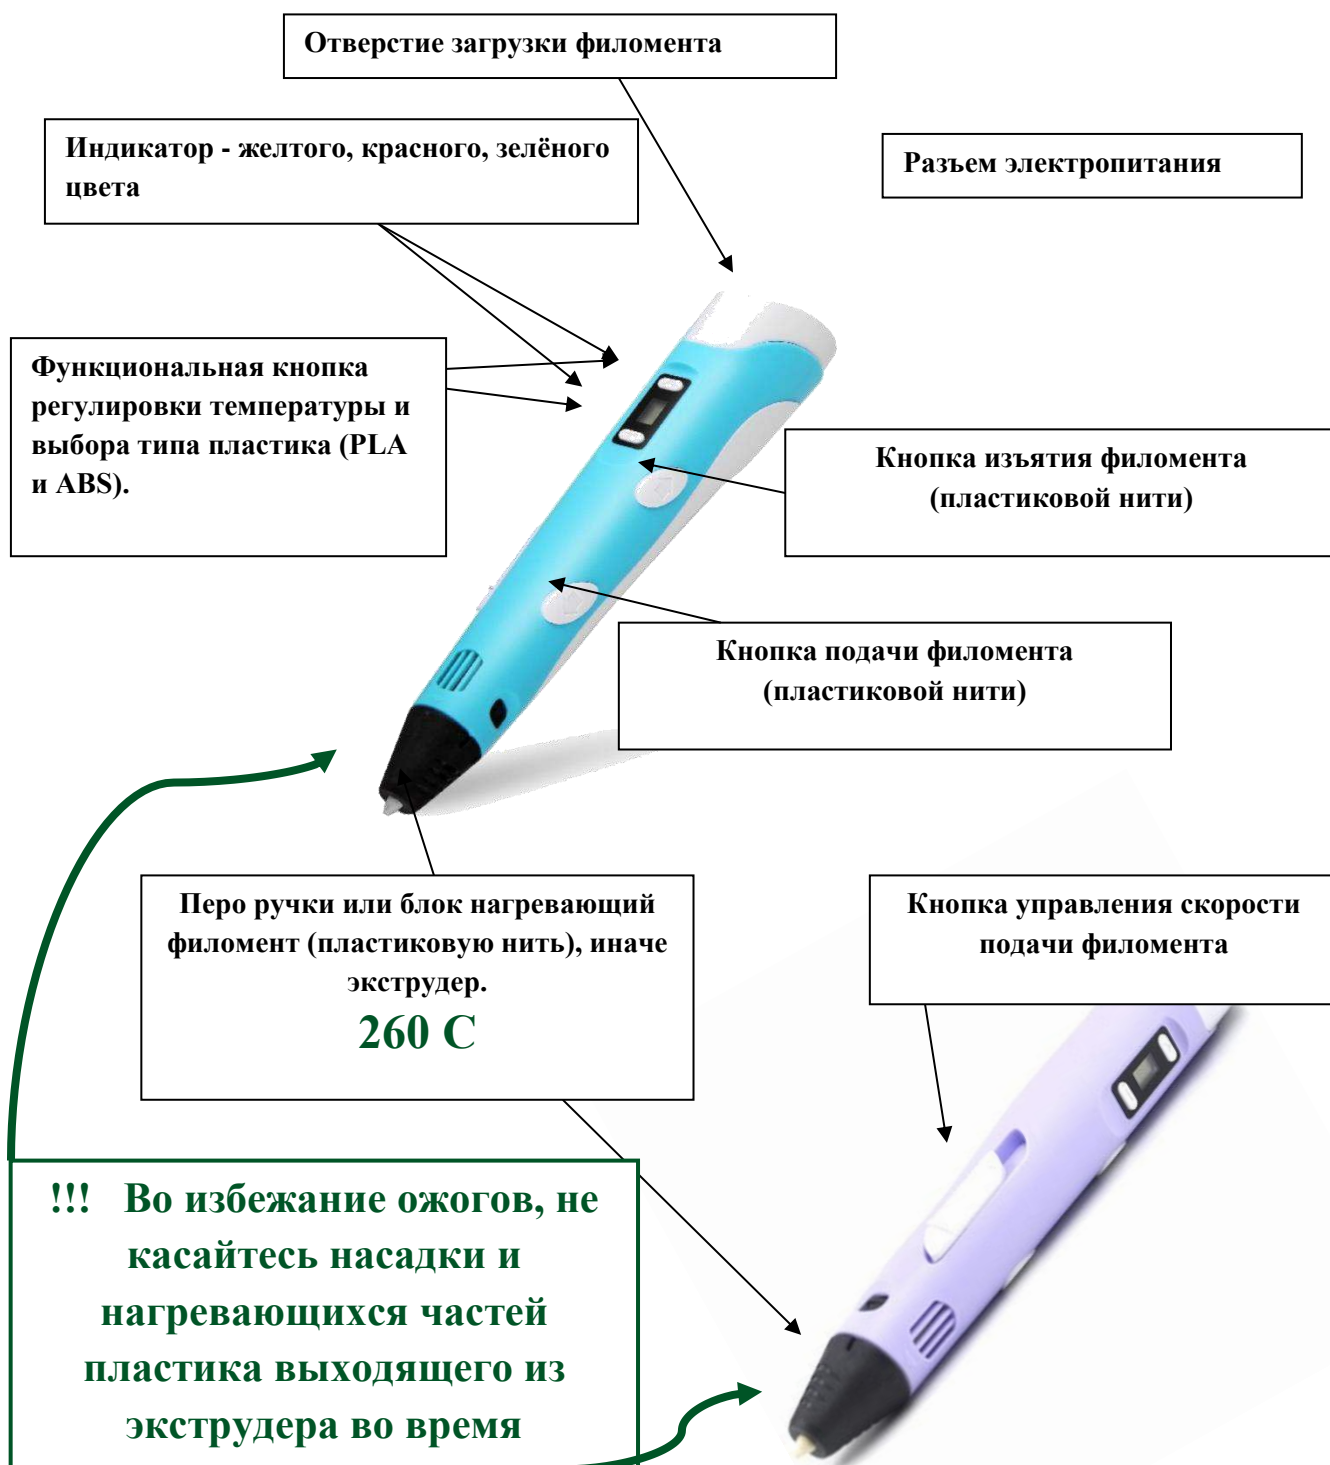 Отверстие загрузки филомента
Индикатор - желтого, красного, зелёного
цвета
Разъем электропитания
Функциональная кнопка
регулировки температуры и
выбора типа пластика (PLA
и ABS).
Кнопка изъятия филомента
(пластиковой нити)
Кнопка подачи филомента
(пластиковой нити)
Перо ручки или блок нагревающий
филомент (пластиковую нить), иначе
экструдер.
260 С
Кнопка управления скорости
подачи филомента
!!! Во избежание ожогов, не
касайтесь насадки и
нагревающихся частей
пластика выходящего из
экструдера во время